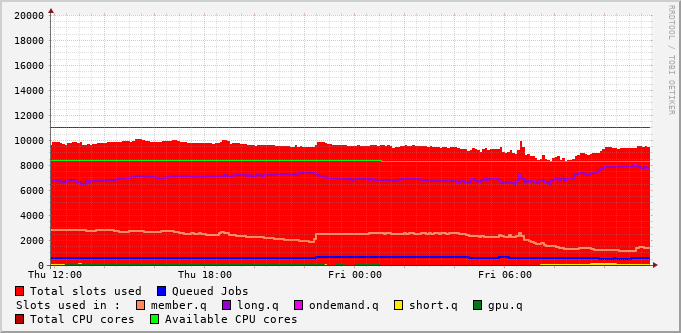 20000
18000
16000
14000
12000
10000
8000
6000
4000
2000
0
Thu 12:00 Thu 18:00 Fri 00:00 Fri 06:00
Total slots used Queued Jobs
Slots used in : member.q long.q ondemand.q short.q gpu.q
Total CPU cores Available CPU cores
RRDTOOL / TOBI OETIKER